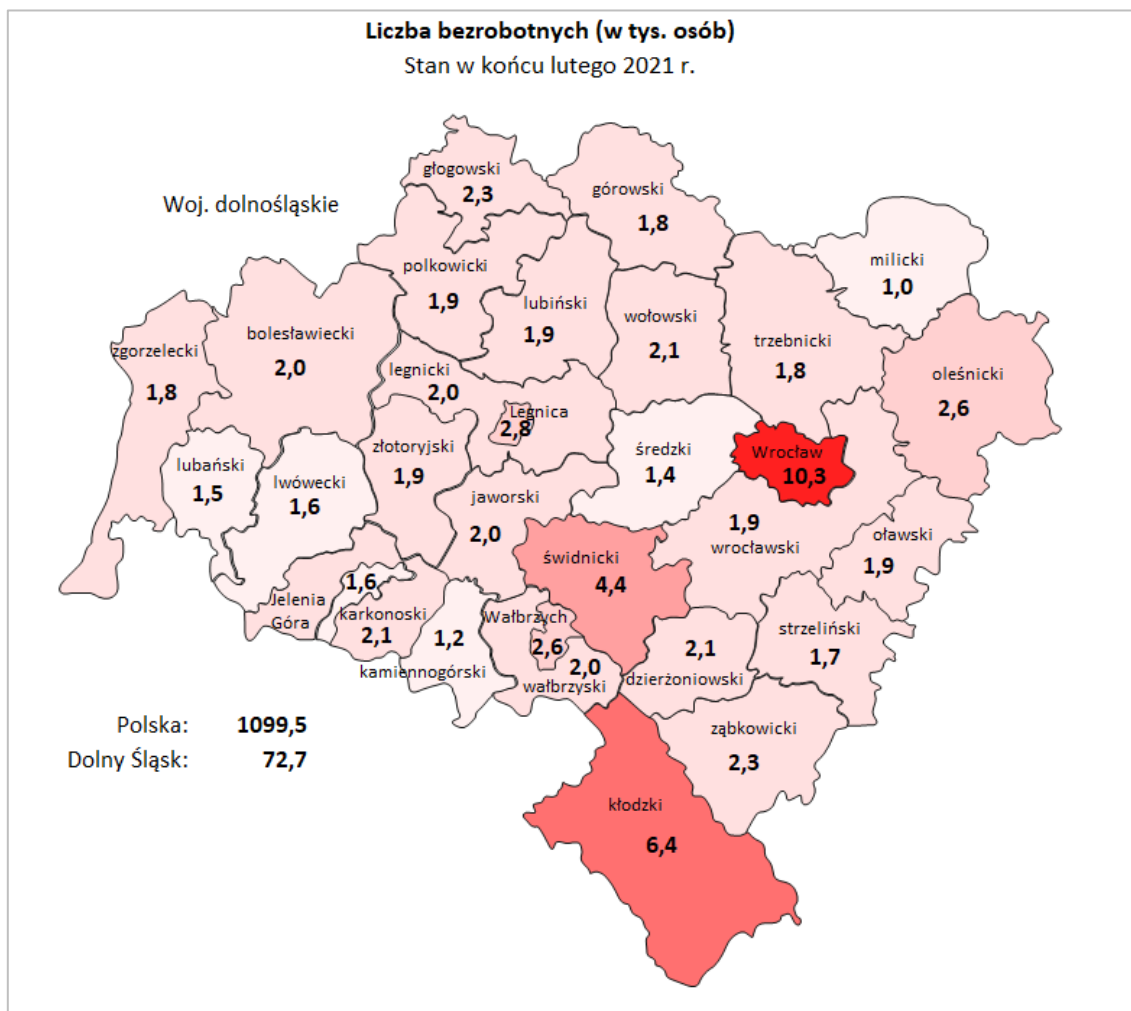 Liczba bezrobotnych (w tys. osób)
Stan w końcu lutego 2021 r.
Woj. dolnośląskie
głogowski
2,3
górowski
1,8
milicki
1,0
polkowicki
1,9
lubiński
1,9
wołowski
2,1
trzebnicki
1,8
oleśnicki
2,6
zgorzelecki
1,8
bolesławiecki
2,0
legnicki
2,0
Legnica
2,8
złotoryjski
1,9
lubański
1,5
lwówecki
1,6
średzki
1,4
Wrocław
10,3
jaworski
2,0
1,9
wrocławski
oławski
1,9
świdnicki
4,4
Jelenia
Góra
1,6
karkonoski
2,1
1,2
kamiennogórski
Wałbrzych
2,6
2,0
wałbrzyski
2,1
dzierżoniowski
strzeliński
1,7
ząbkowicki
2,3
kłodzki
6,4
Polska: 1099,5
Dolny Śląsk: 72,7